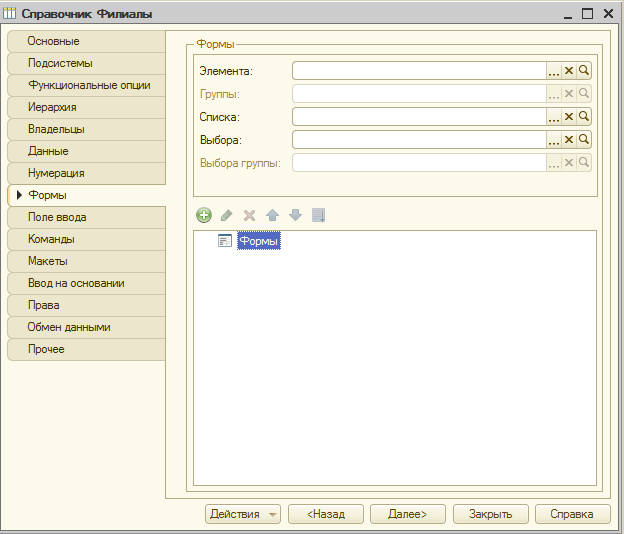 Справочник Филиалы
Основные
Подсистемы
Функциональные опции
Иерархия
Владельцы
Данные
Нумерация
Формы
Поле ввода
Команды
Макеты
Ввод на основании
Права
Обмен данными
Прочее
Формы
Элемента:
Группы:
Списка:
Выбора:
Выбора группы:
Формы
Действия
<Назад
Далее>
Закрыть
Справка